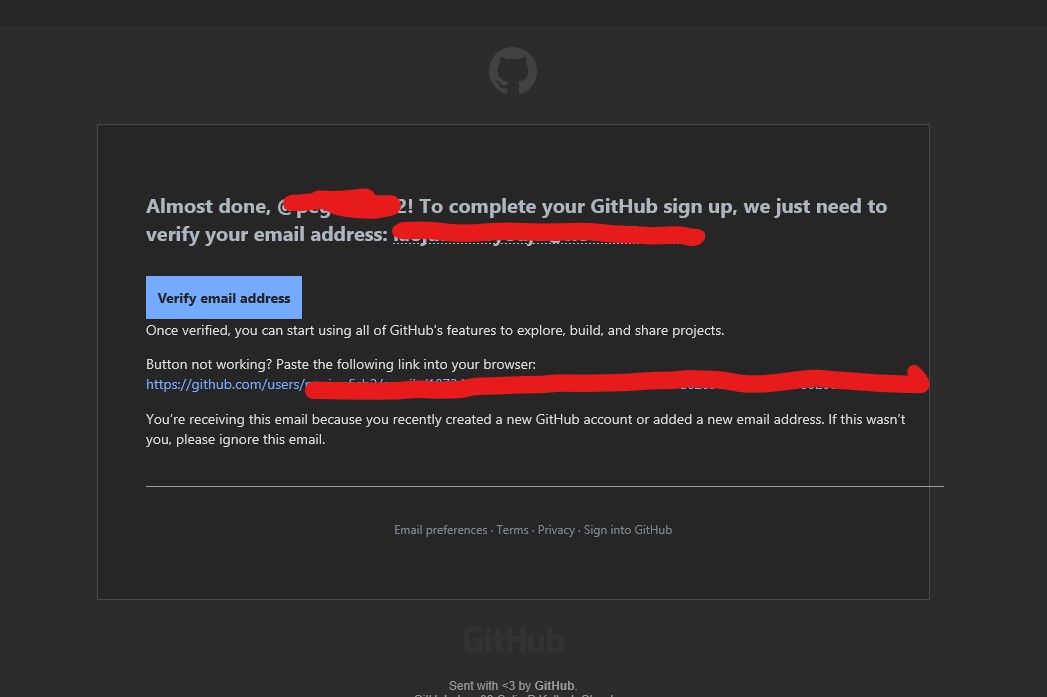 Almost done, 2! To complete your GitHub sign up, we just need to
verify your email address:
Verify email address
Once verified, you can start using all of GitHub's features to explore, build, and share projects.
Button not working? Paste the following link into your browser:
https://github.com/users/
You’re receiving this email because you recently created a new GitHub account or added a new email address. If this wasn’t
you, please ignore this email.
Email preferences · Terms · Privacy · Sign into GitHub
GitHub
Sent with <3 by GitHub.